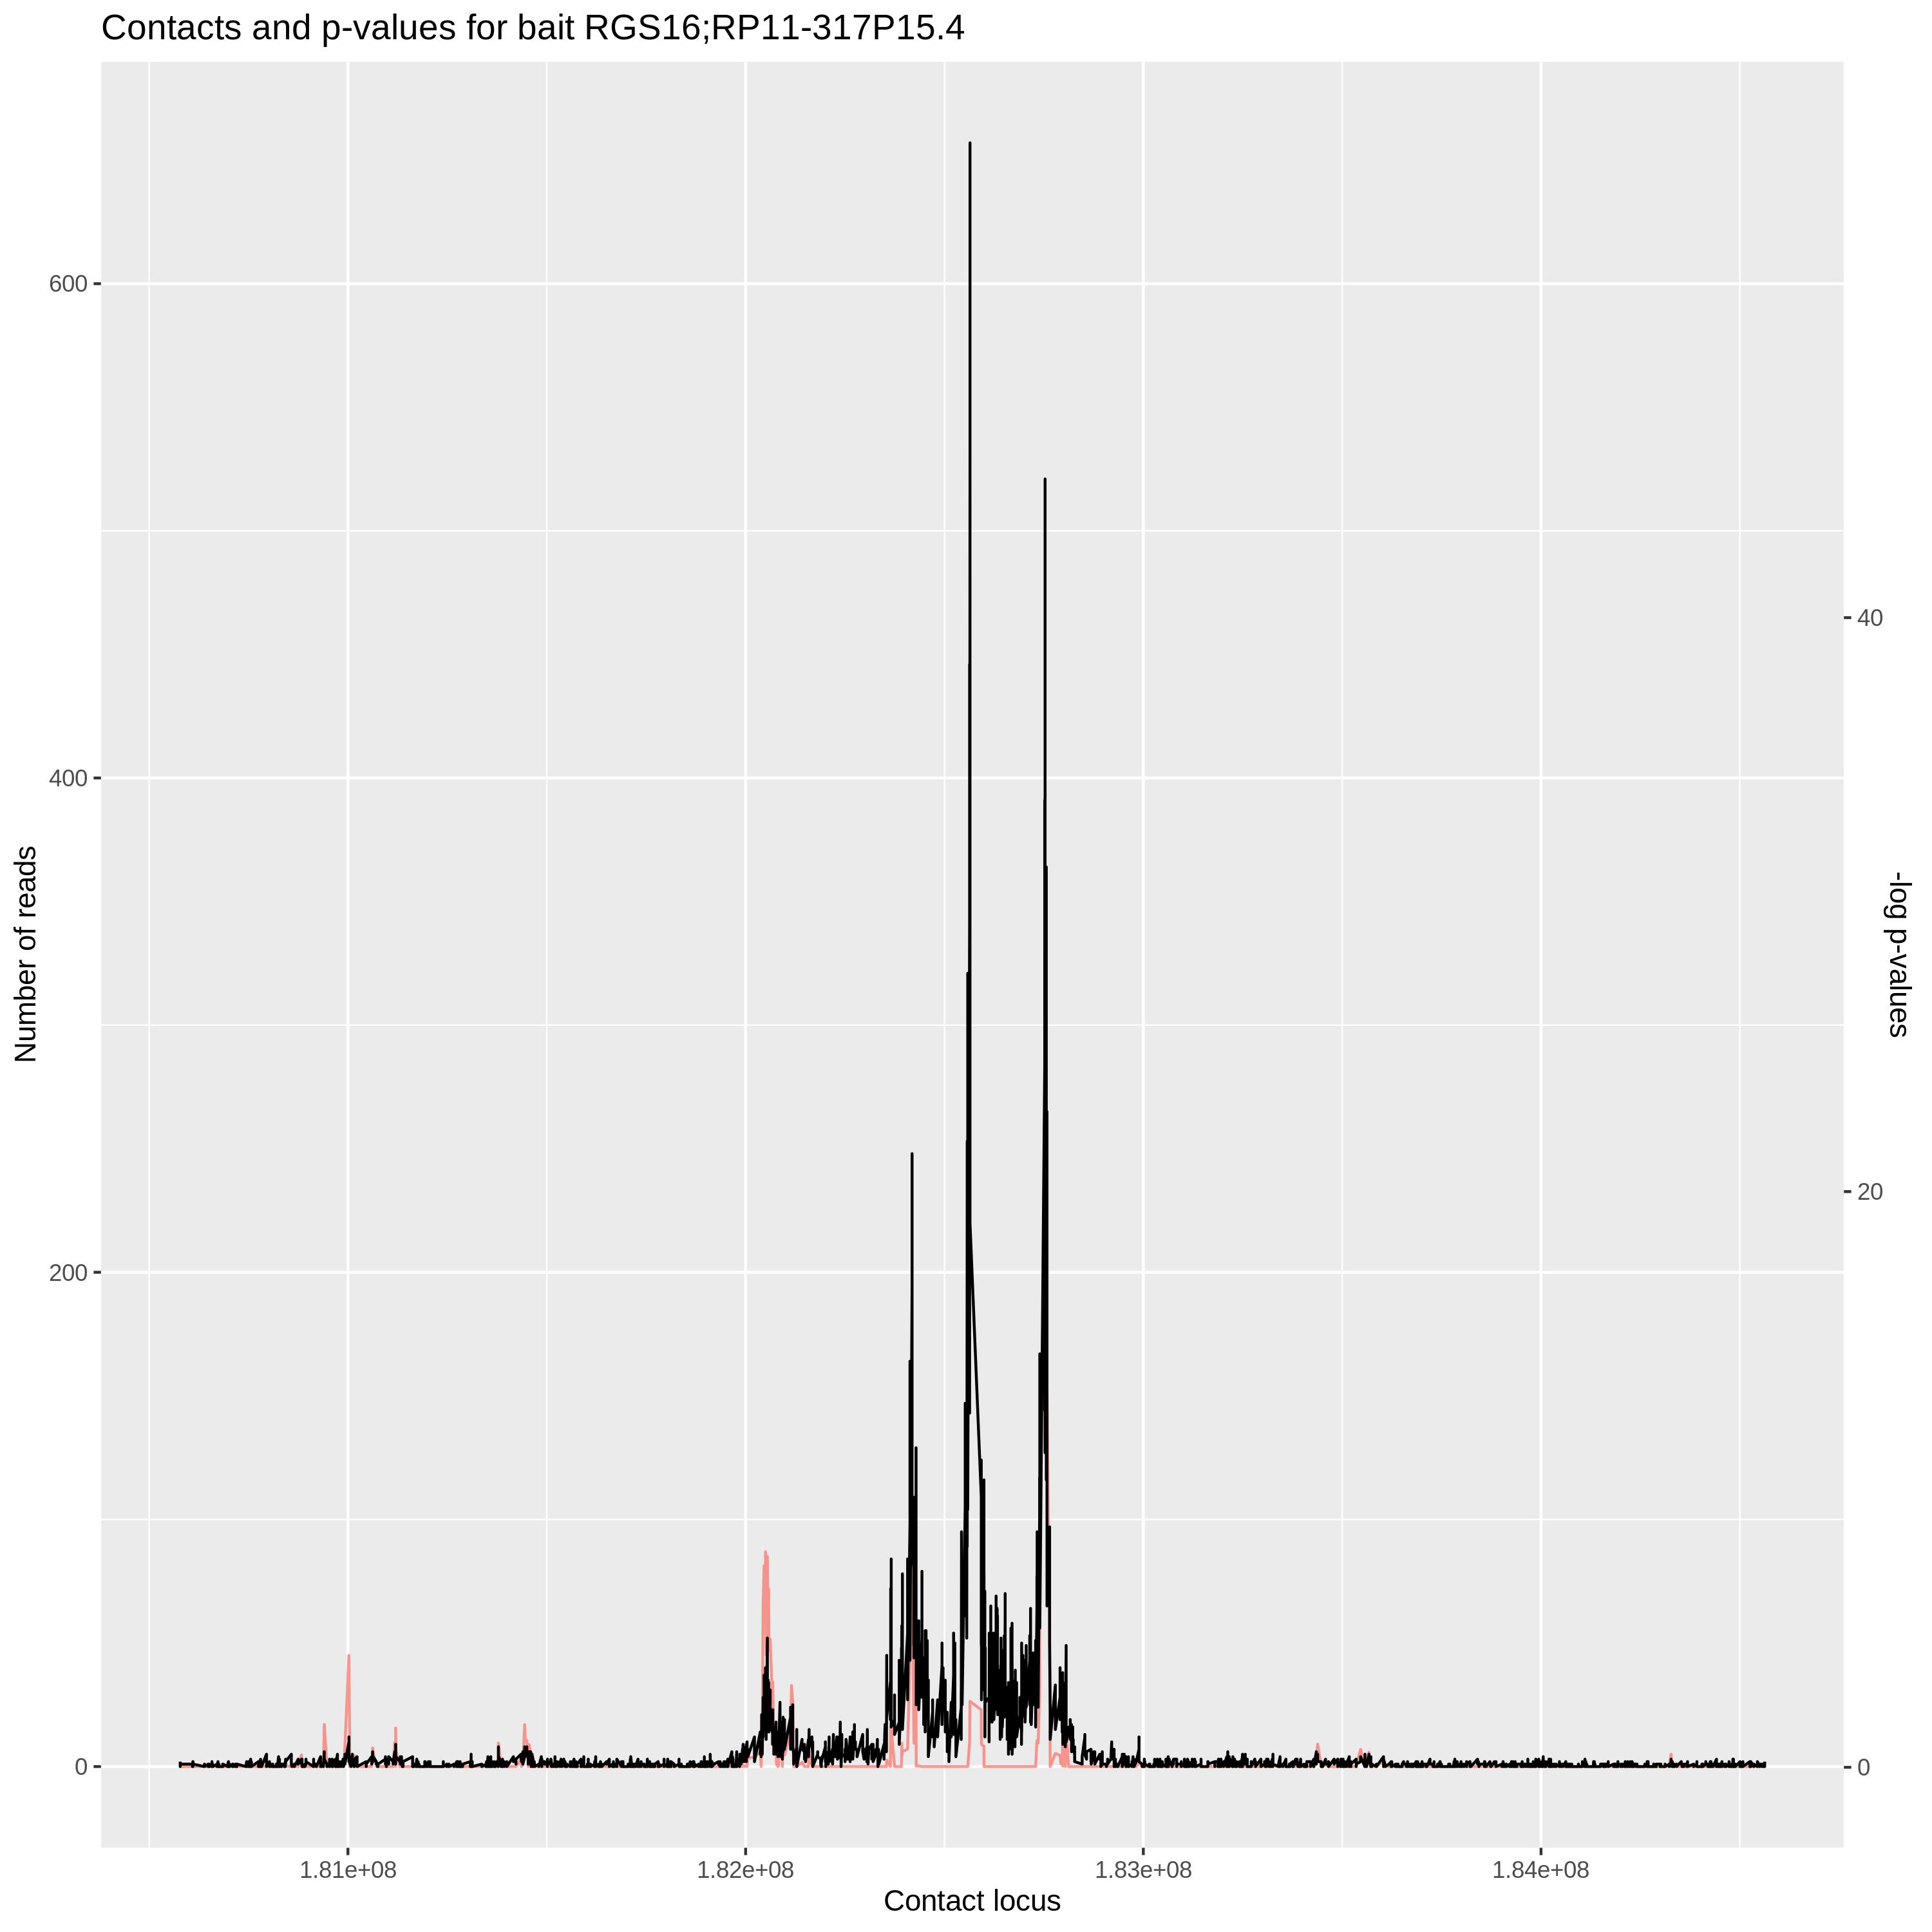 Contacts and p-values for bait RGS16;RP11-317P15.4
600
400
200
0
Number of reads
40
20
0
-log p-values
1.81e+08
1.82e+08
1.83e+08
1.84e+08
Contact locus